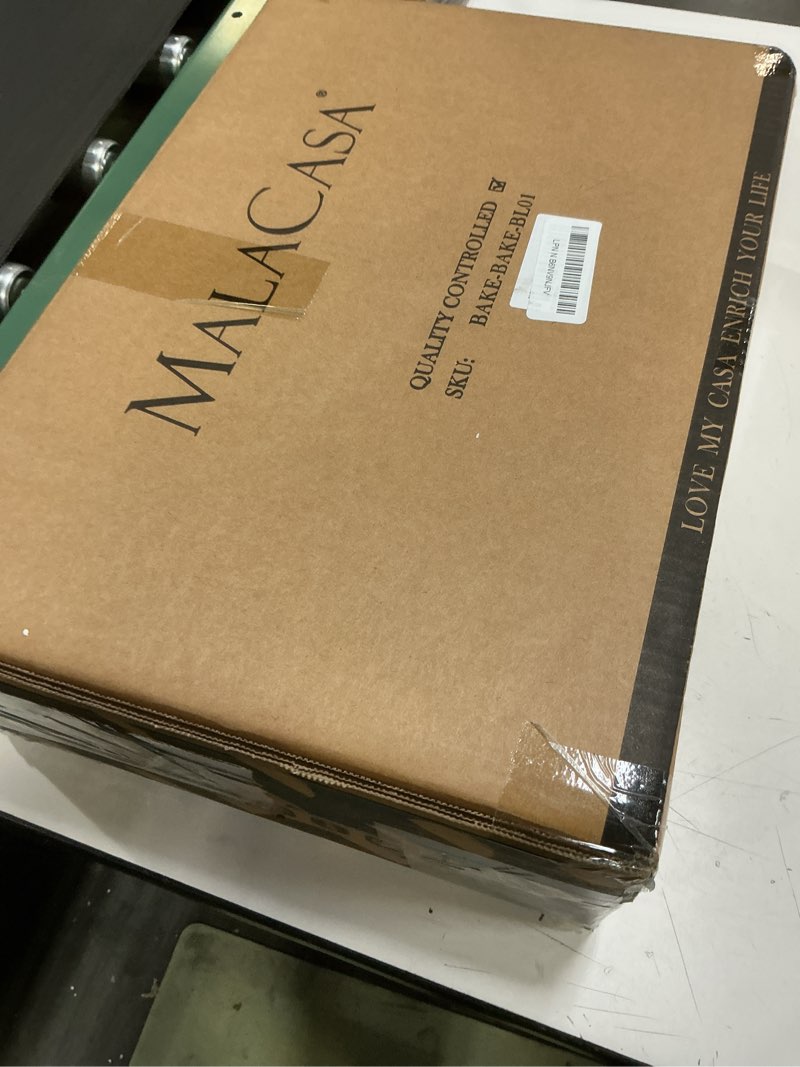 MALACASA®
QUALITY CONTROLLED ☑
SKU: BAKE-BAKE-BL01
LOVE MY CASA ENRICH YOUR LIFE